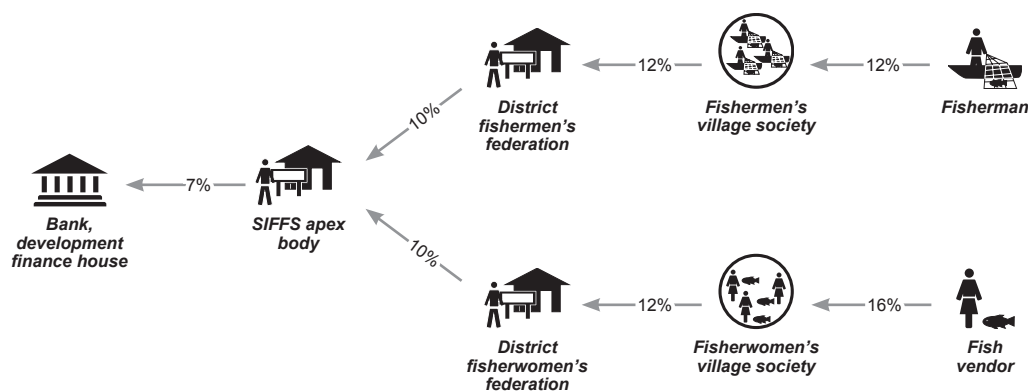 12%
12%
District
fishermen's
federation
Fishermen's
village society
Fisherman
10%
7%
Bank,
development
finance house
SIFFS apex
body
10%
12%
16%
District
fisherwomen's
federation
Fisherwomen's
village society
Fish
vendor